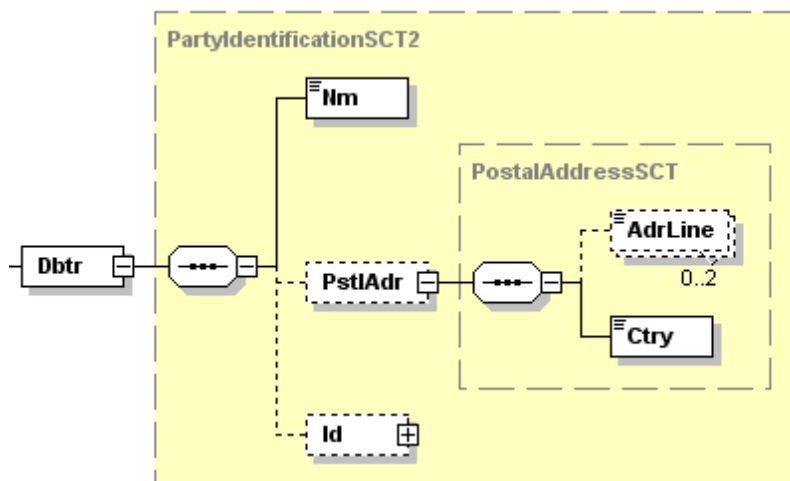 PartyIdentificationSCT2
Nm
PostalAddressSCT
AdrLine
0..2
Dbtr
PstlAdr
Ctry
Id